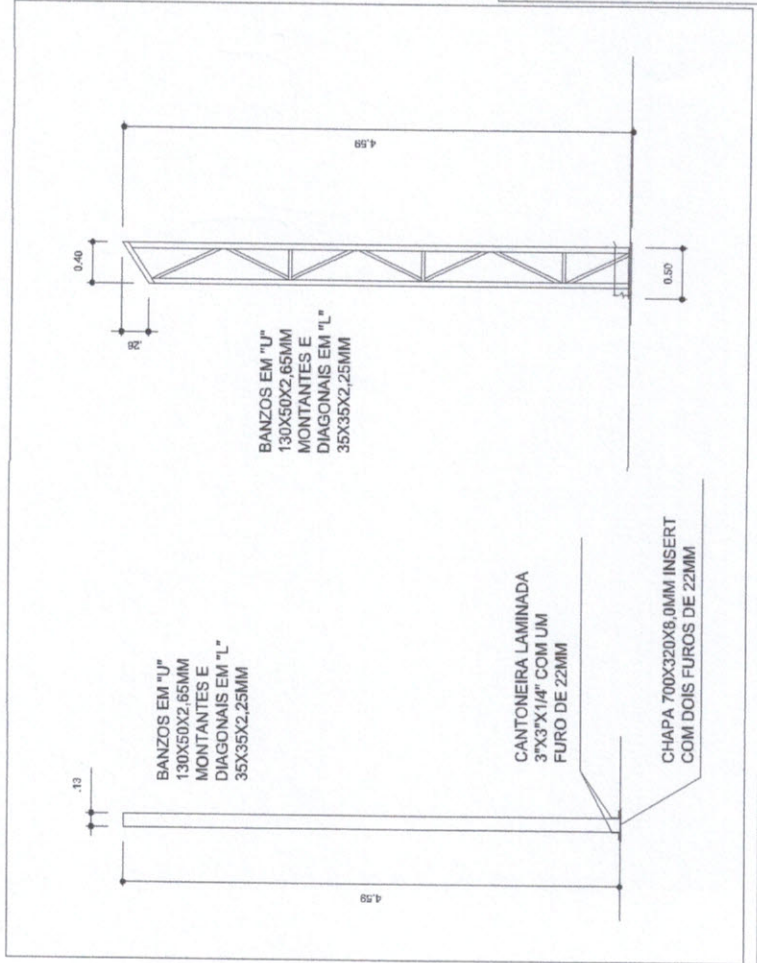 .13
4.59
BANZOS EM "U"
130X50X2,65MM
MONTANTES E
DIAGONAIS EM "L"
35X35X2,25MM
CANTONEIRA LAMINADA
3"X3"X1/4" COM UM
FURO DE 22MM
CHAPA 700X320X8,0MM INSERT
COM DOIS FUROS DE 22MM
0.40
4.59
BANZOS EM "U"
130X50X2,65MM
MONTANTES E
DIAGONAIS EM "L"
35X35X2,25MM
0.50